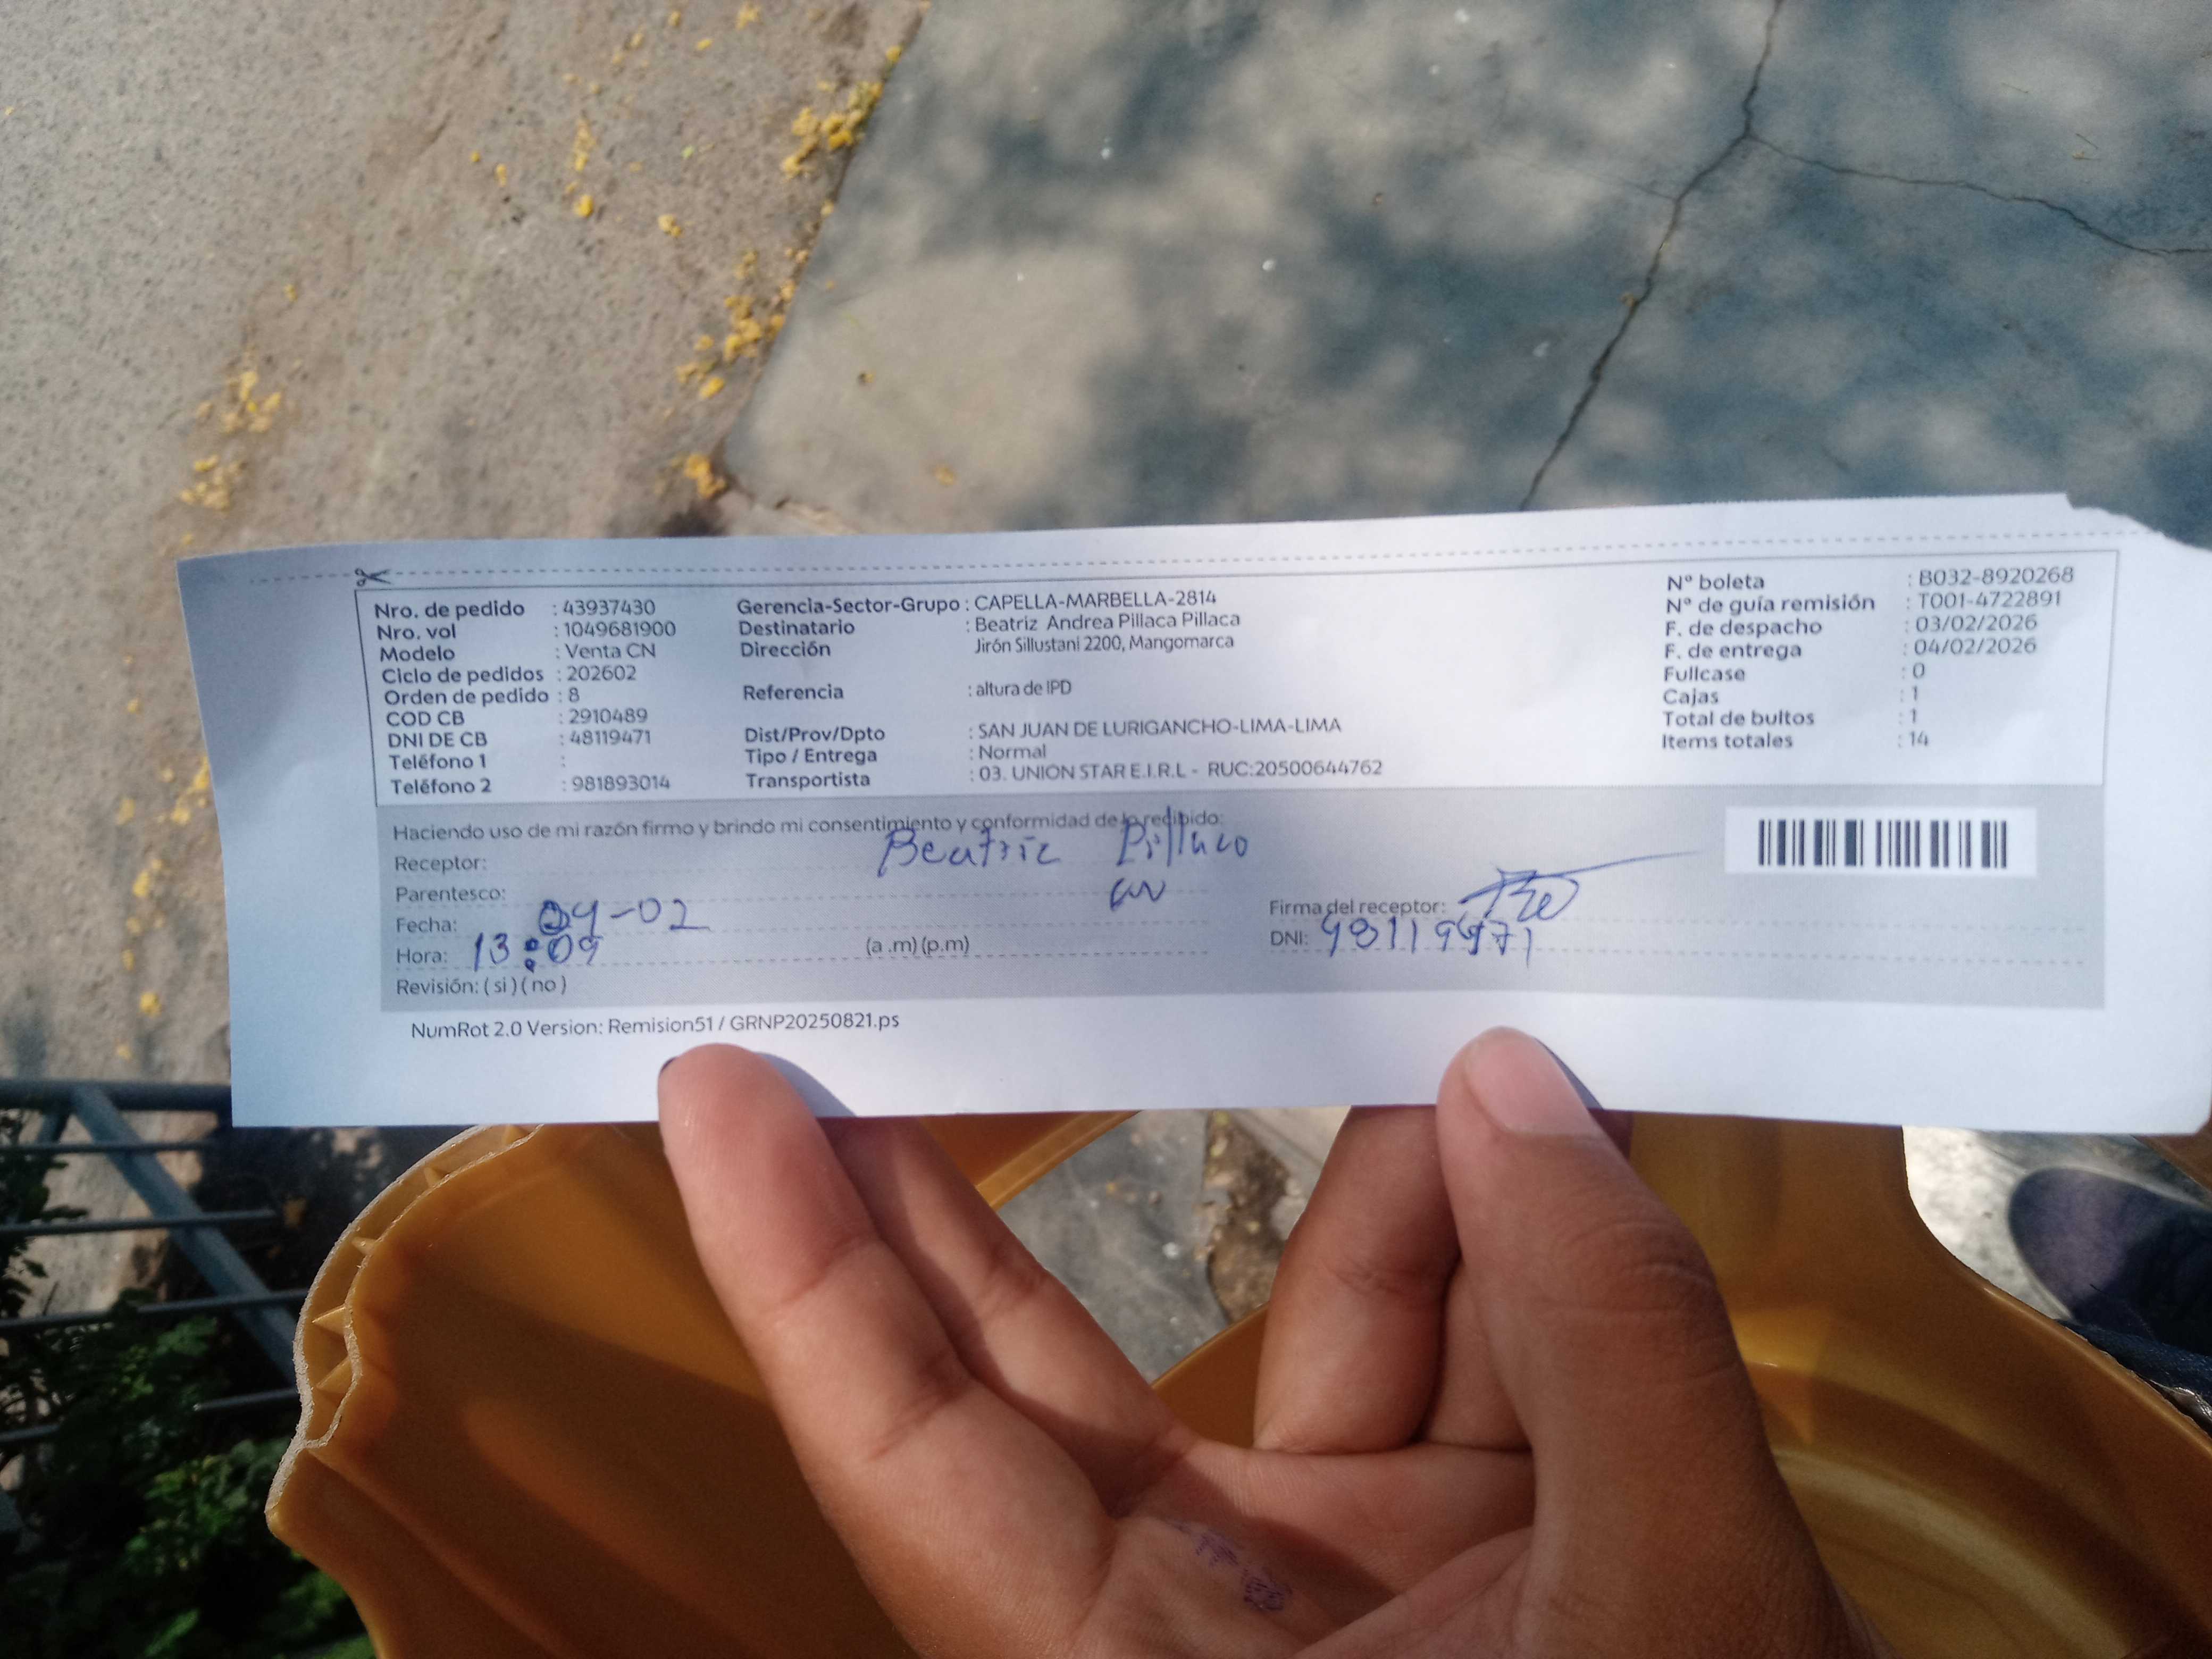 Nro. de pedido : 43937430
Nro. vol : 1049681900
Modelo : Venta CN
Ciclo de pedidos : 202602
Orden de pedido : 8
COD CB : 2910489
DNI DE CB : 48119471
Teléfono 1 :
Teléfono 2 : 981893014
Gerencia-Sector-Grupo : CAPELLA-MARBELLA-2814
Destinatario : Beatriz Andrea Pillaca Pillaca
Dirección Jirón Sillustani 2200, Mangomarca
Referencia : altura de IPD
Dist/Prov/Dpto : SAN JUAN DE LURIGANCHO-LIMA-LIMA
Tipo / Entrega : Normal
Transportista : 03. UNION STAR E.I.R.L - RUC:20500644762
Nº boleta : B032-8920268
Nº de guía remisión : T001-4722891
F. de despacho : 03/02/2026
F. de entrega : 04/02/2026
Fullcase : 0
Cajas : 1
Total de bultos : 1
Items totales : 14
Haciendo uso de mi razón firmo y brindo mi consentimiento y conformidad de lo recibido:
Receptor: Beatriz Pillaca
Parentesco:
Fecha: 04-02
Hora: 13:09 (a .m) (p.m)
Revisión: ( si ) ( no )
Firma del receptor:
DNI: 48119471
NumRot 2.0 Version: Remision51 / GRNP20250821.ps